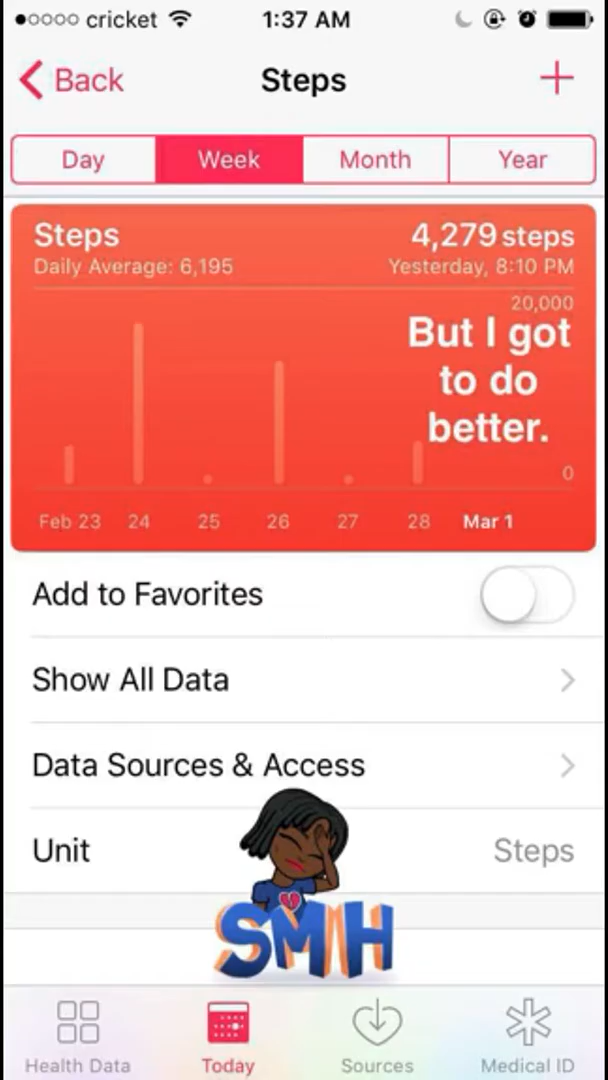 cricket 1:37 AM
Back Steps +
Day Week Month Year
Steps 4,279 steps
Daily Average: 6,195 Yesterday, 8:10 PM
20,000
But I got
to do
better.
0
Feb 23 24 25 26 27 28 Mar 1
Add to Favorites
Show All Data
Data Sources & Access
Unit Steps
SMH
Health Data Today Sources Medical ID